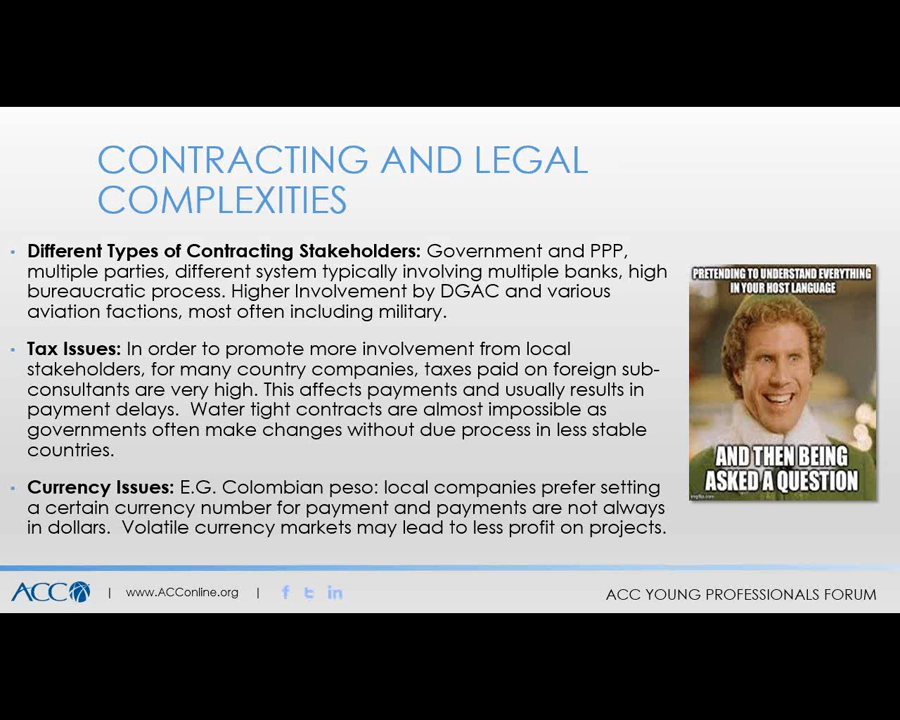 CONTRACTING AND LEGAL
COMPLEXITIES
Different Types of Contracting Stakeholders: Government and PPP,
multiple parties, different system typically involving multiple banks, high
bureaucratic process. Higher Involvement by DGAC and various
aviation factions, most often including military.
Tax Issues: In order to promote more involvement from local
stakeholders, for many country companies, taxes paid on foreign sub-
consultants are very high. This affects payments and usually results in
payment delays.  Water tight contracts are almost impossible as
governments often make changes without due process in less stable
countries.
Currency Issues: E.G. Colombian peso: local companies prefer setting
a certain currency number for payment and payments are not always
in dollars.  Volatile currency markets may lead to less profit on projects.
PRETENDING TO UNDERSTAND EVERYTHING
IN YOUR HOST LANGUAGE
AND THEN BEING
ASKED A QUESTION
imgflip.com
ACC | www.ACConline.org | f t in
ACC YOUNG PROFESSIONALS FORUM